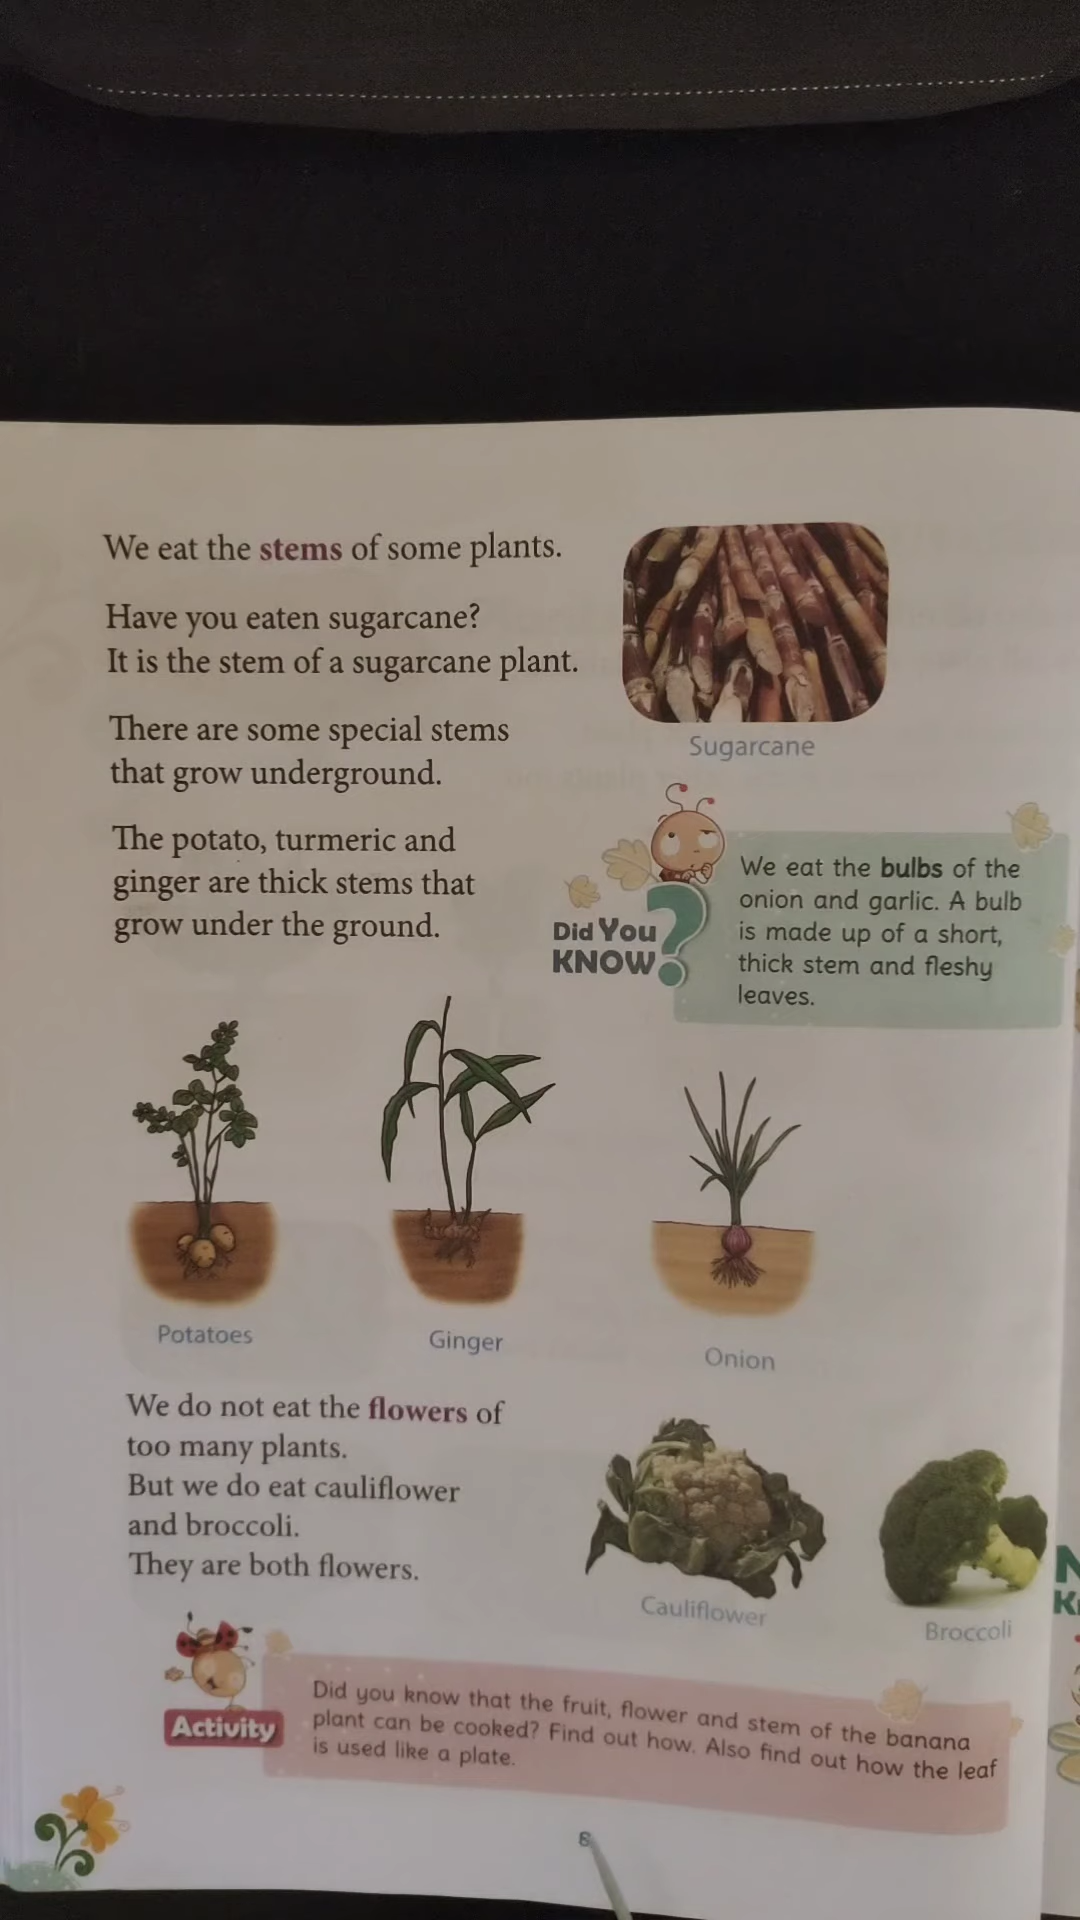 We eat the stems of some plants.
Have you eaten sugarcane?
It is the stem of a sugarcane plant.
Sugarcane
There are some special stems
that grow underground.
The potato, turmeric and
ginger are thick stems that
grow under the ground.
Did You
KNOW
?
We eat the bulbs of the
onion and garlic. A bulb
is made up of a short,
thick stem and fleshy
leaves.
Potatoes
Ginger
Onion
We do not eat the flowers of
too many plants.
But we do eat cauliflower
and broccoli.
They are both flowers.
Cauliflower
Broccoli
Activity
Did you know that the fruit, flower and stem of the banana
plant can be cooked? Find out how. Also find out how the leaf
is used like a plate.
8